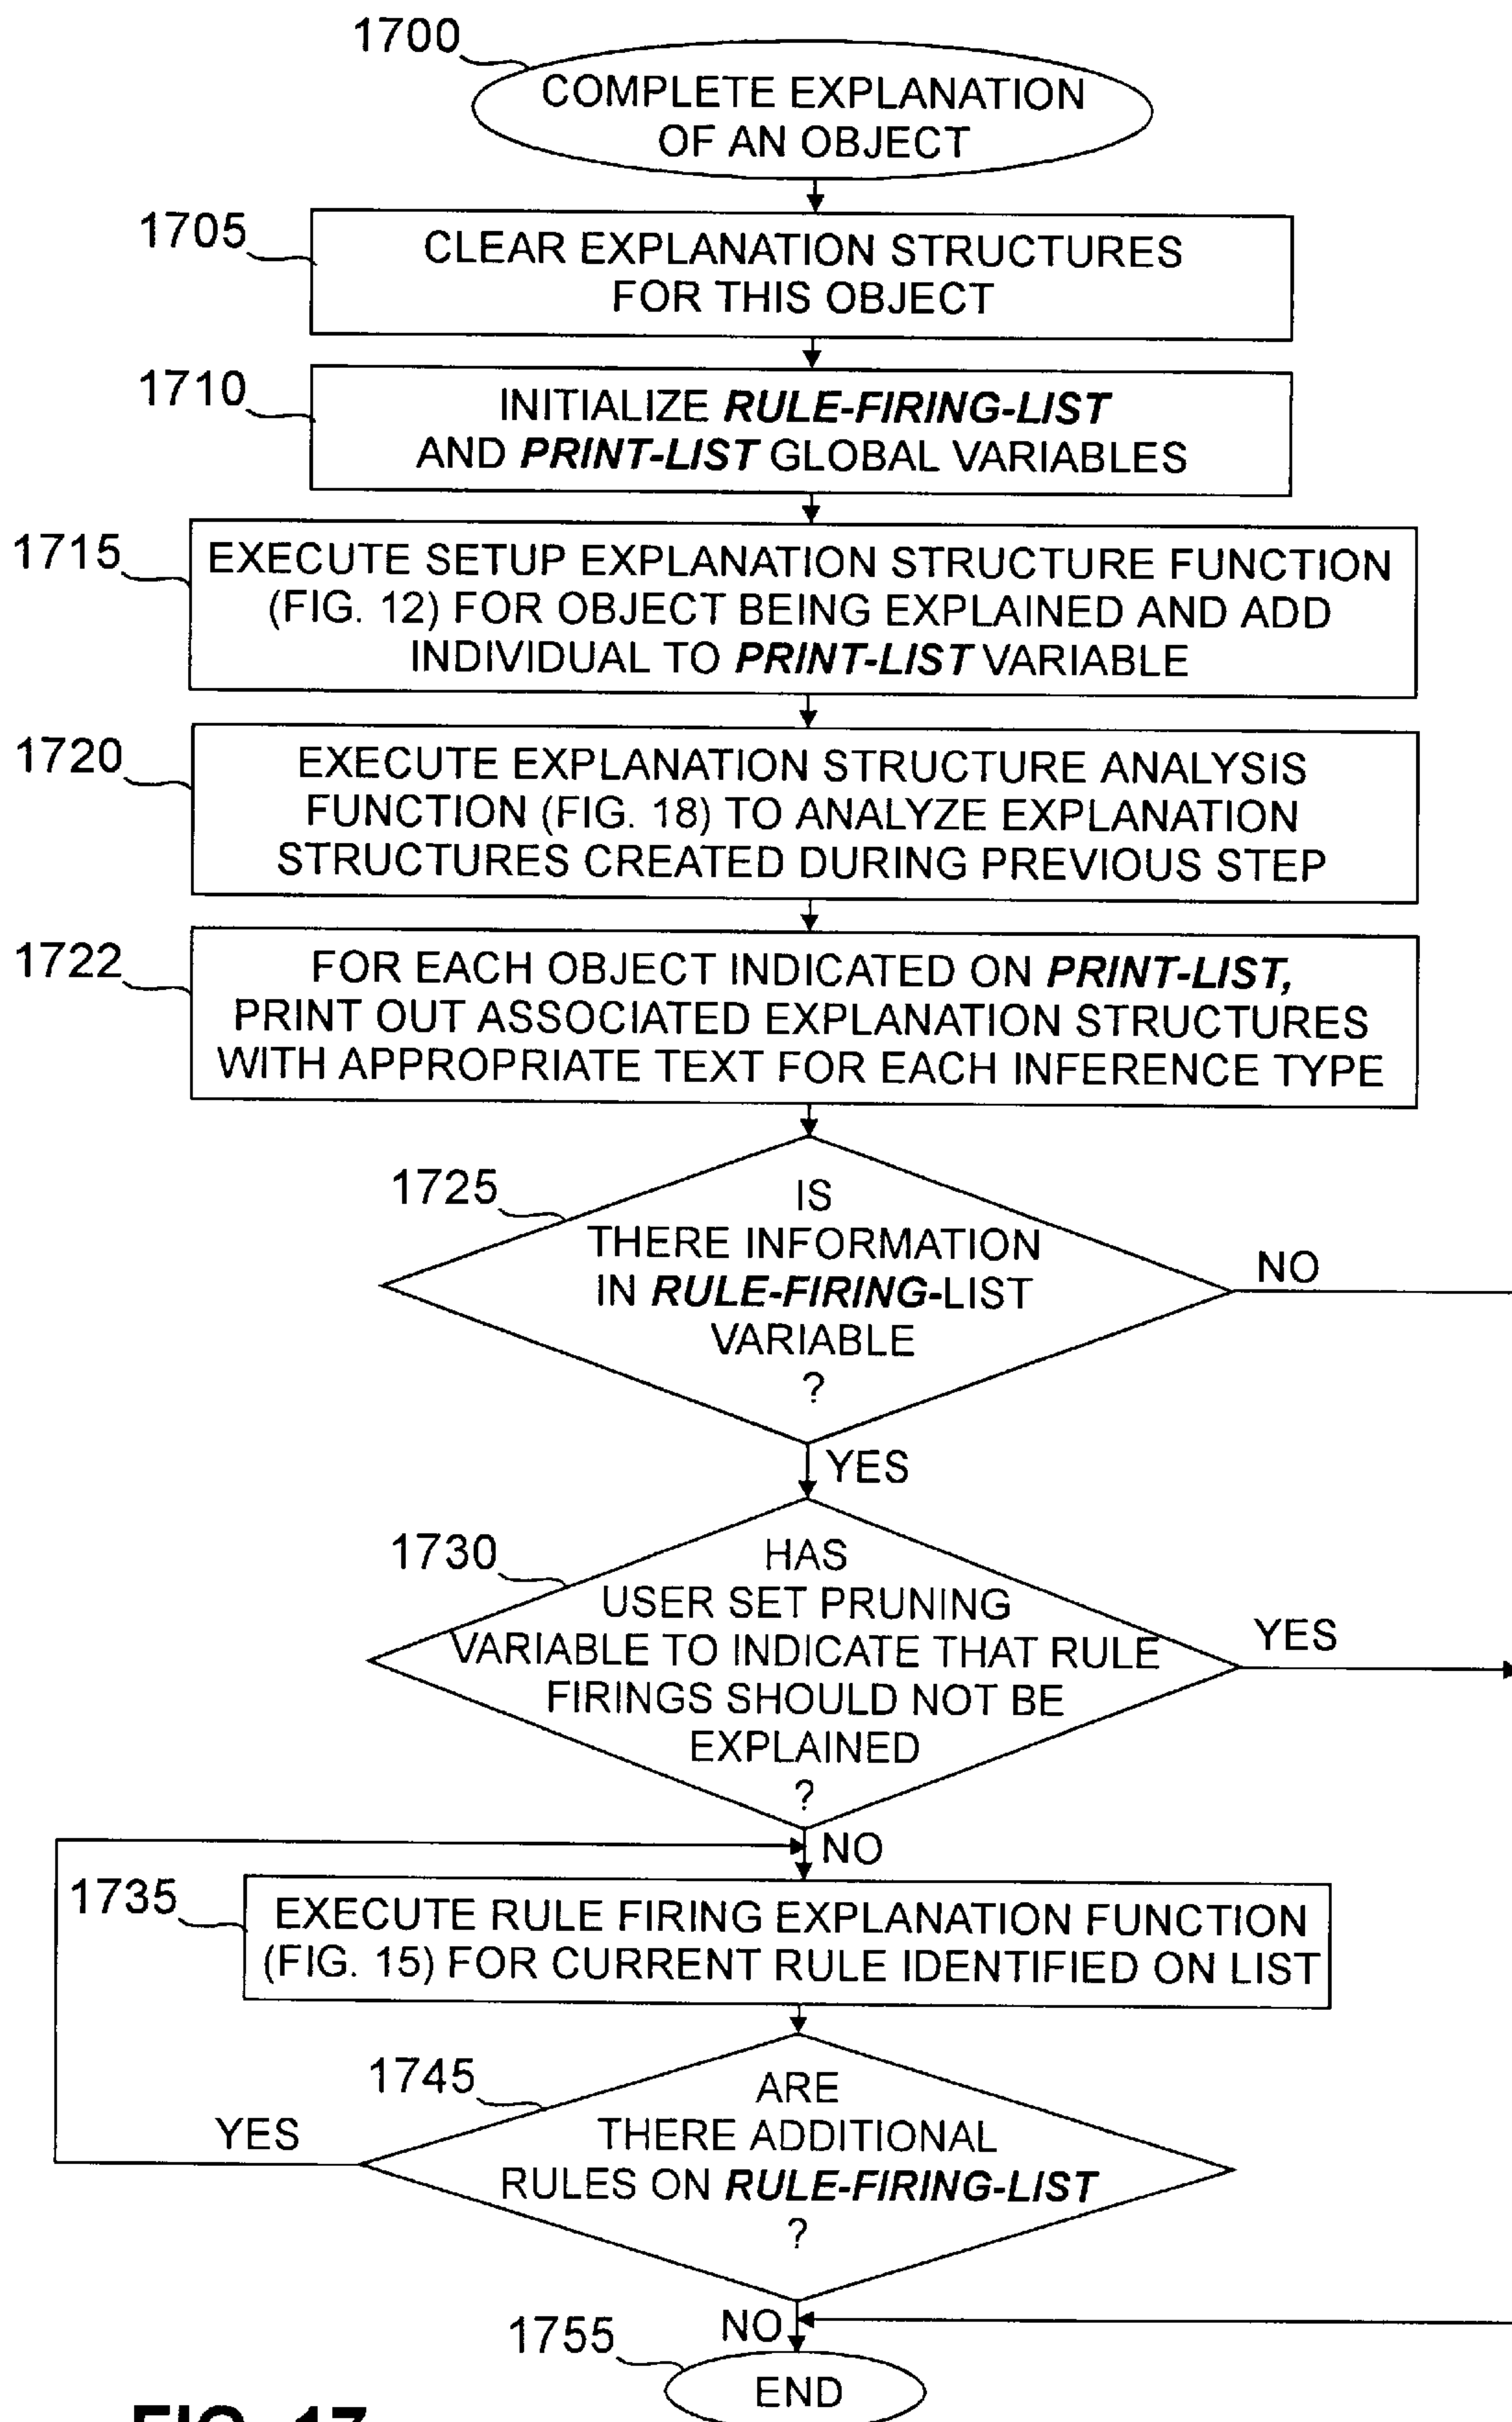 1700
COMPLETE EXPLANATION
OF AN OBJECT
1705
CLEAR EXPLANATION STRUCTURES
FOR THIS OBJECT
1710
INITIALIZE RULE-FIRING-LIST
AND PRINT-LIST GLOBAL VARIABLES
1715
EXECUTE SETUP EXPLANATION STRUCTURE FUNCTION
(FIG. 12) FOR OBJECT BEING EXPLAINED AND ADD
INDIVIDUAL TO PRINT-LIST VARIABLE
1720
EXECUTE EXPLANATION STRUCTURE ANALYSIS
FUNCTION (FIG. 18) TO ANALYZE EXPLANATION
STRUCTURES CREATED DURING PREVIOUS STEP
1722
FOR EACH OBJECT INDICATED ON PRINT-LIST,
PRINT OUT ASSOCIATED EXPLANATION STRUCTURES
WITH APPROPRIATE TEXT FOR EACH INFERENCE TYPE
1725
IS
THERE INFORMATION
IN RULE-FIRING-LIST
VARIABLE
?
NO
YES
1730
HAS
USER SET PRUNING
VARIABLE TO INDICATE THAT RULE
FIRINGS SHOULD NOT BE
EXPLAINED
?
YES
NO
1735
EXECUTE RULE FIRING EXPLANATION FUNCTION
(FIG. 15) FOR CURRENT RULE IDENTIFIED ON LIST
1745
ARE
THERE ADDITIONAL
RULES ON RULE-FIRING-LIST
?
YES
NO
1755
END
FIG. 17